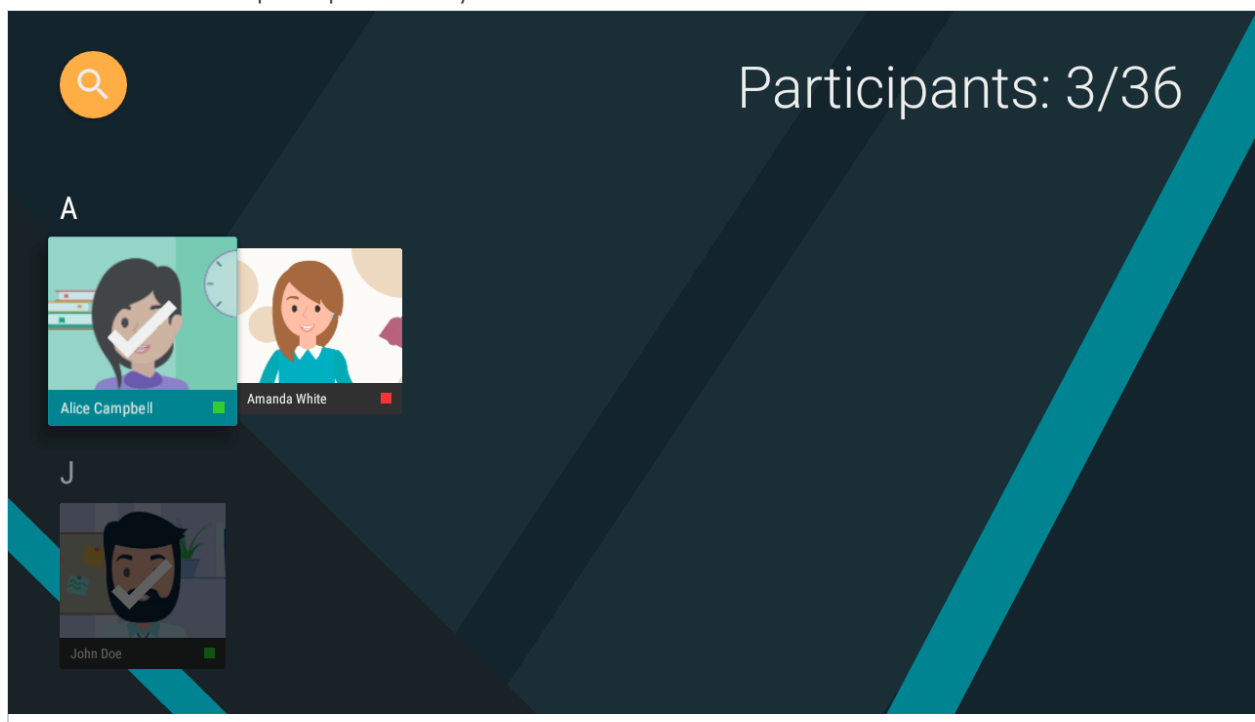 Participants: 3/36
A
Alice Campbell
Amanda White
J
John Doe